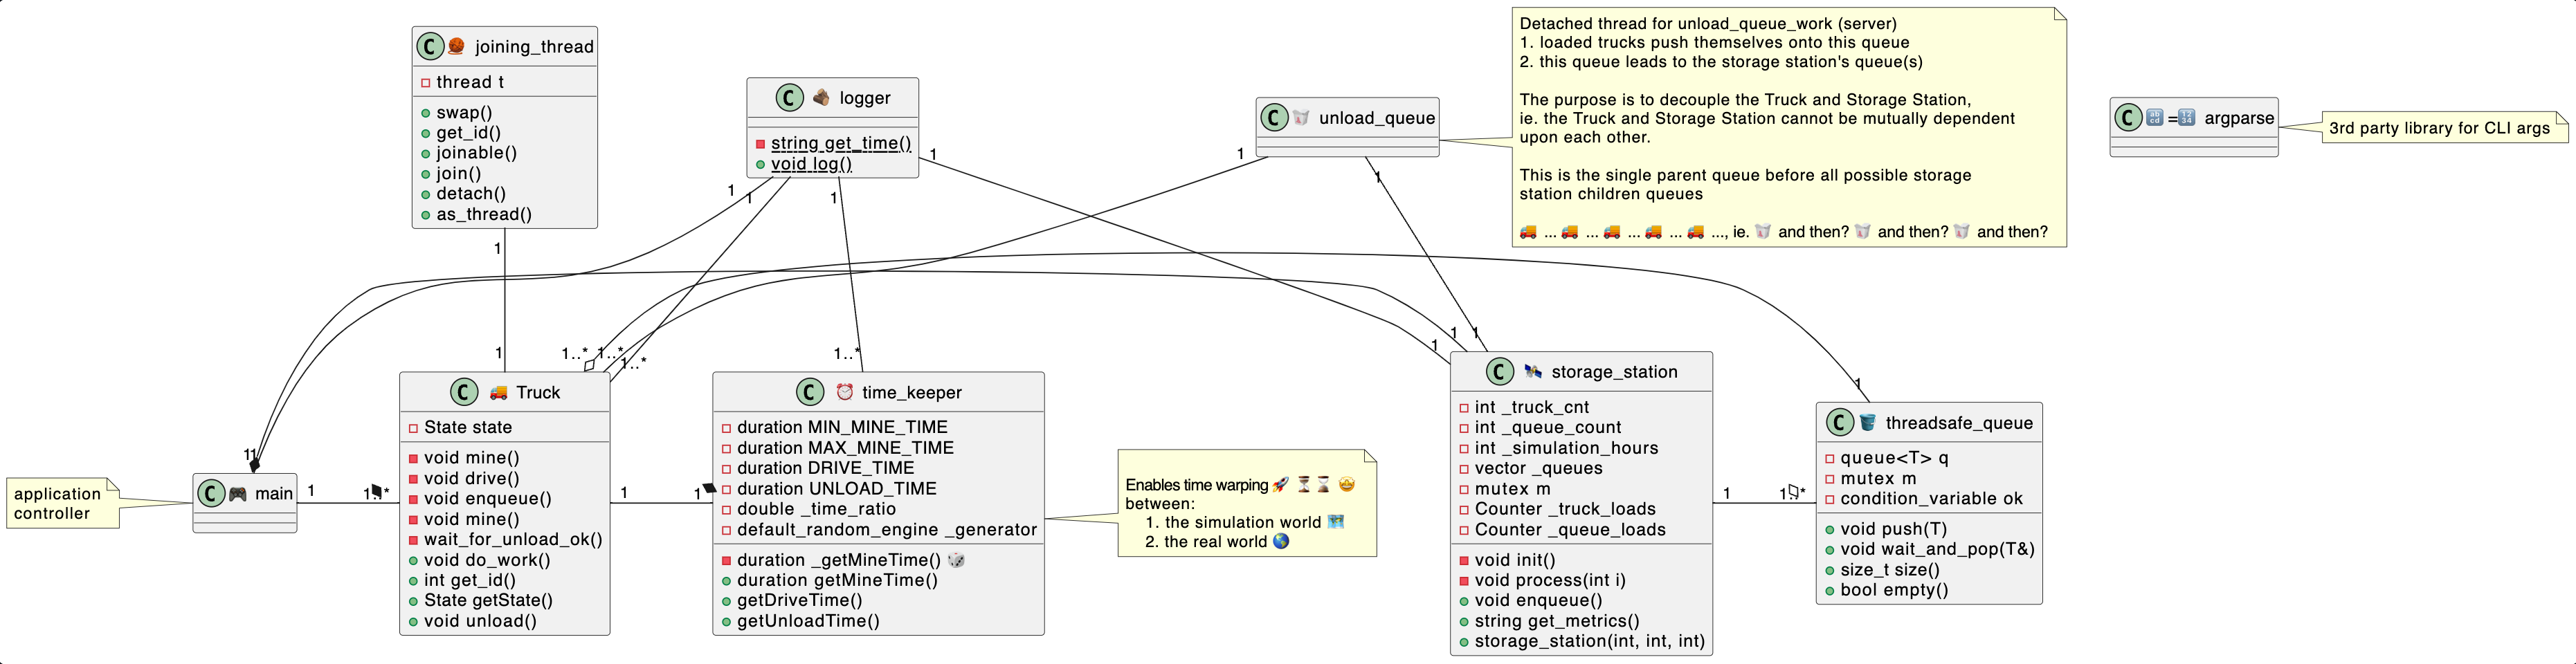 C joining_thread
thread t
swap()
get_id()
joinable()
join()
detach()
as_thread()
C logger
string get_time()
void log()
C unload_queue
Detached thread for unload_queue_work (server)
1. loaded trucks push themselves onto this queue
2. this queue leads to the storage station's queue(s)
The purpose is to decouple the Truck and Storage Station,
ie. the Truck and Storage Station cannot be mutually dependent
upon each other.
This is the single parent queue before all possible storage
station children queues
🚚 ... 🚚 ... 🚚 ... 🚚 ... 🚚 ..., ie. 🥡 and then? 🥡 and then? 🥡 and then?
C 🔡=🔢 argparse
3rd party library for CLI args
1
1
1
1
1
1
1
1
1
1..*
1..*
1..*
1..*
1
1
1
1
1
C main
application
controller
1
1..*
C Truck
State state
void mine()
void drive()
void enqueue()
void mine()
wait_for_unload_ok()
void do_work()
int get_id()
State getState()
void unload()
1
1
C time_keeper
duration MIN_MINE_TIME
duration MAX_MINE_TIME
duration DRIVE_TIME
duration UNLOAD_TIME
double _time_ratio
default_random_engine _generator
duration _getMineTime() 🎲
duration getMineTime()
getDriveTime()
getUnloadTime()
Enables time warping 🚀 ⏳⌛ 🤩
between:
1. the simulation world 🗺️
2. the real world 🌎
C storage_station
int _truck_cnt
int _queue_count
int _simulation_hours
vector _queues
mutex m
Counter _truck_loads
Counter _queue_loads
void init()
void process(int i)
void enqueue()
string get_metrics()
storage_station(int, int, int)
1
1..*
C threadsafe_queue
queue<T> q
mutex m
condition_variable ok
void push(T)
void wait_and_pop(T&)
size_t size()
bool empty()